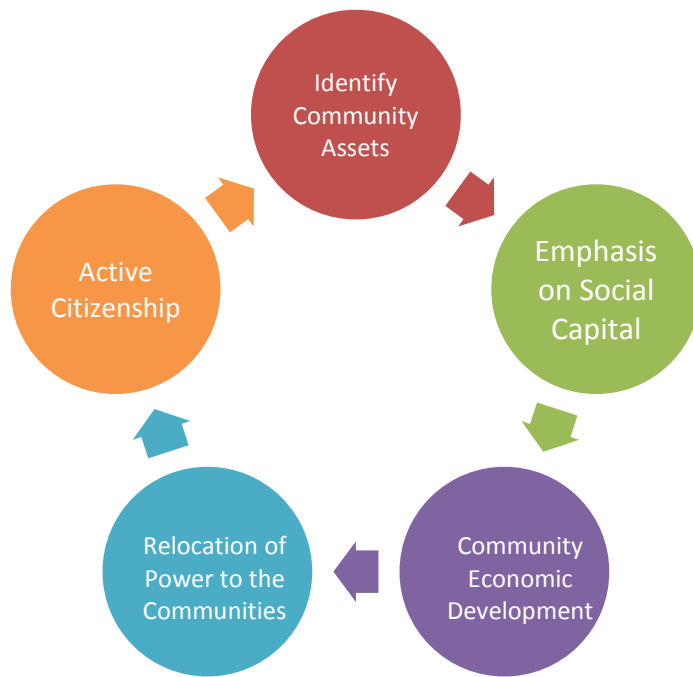 Identify
Community
Assets
Emphasis
on Social
Capital
Community
Economic
Development
Relocation of
Power to the
Communities
Active
Citizenship